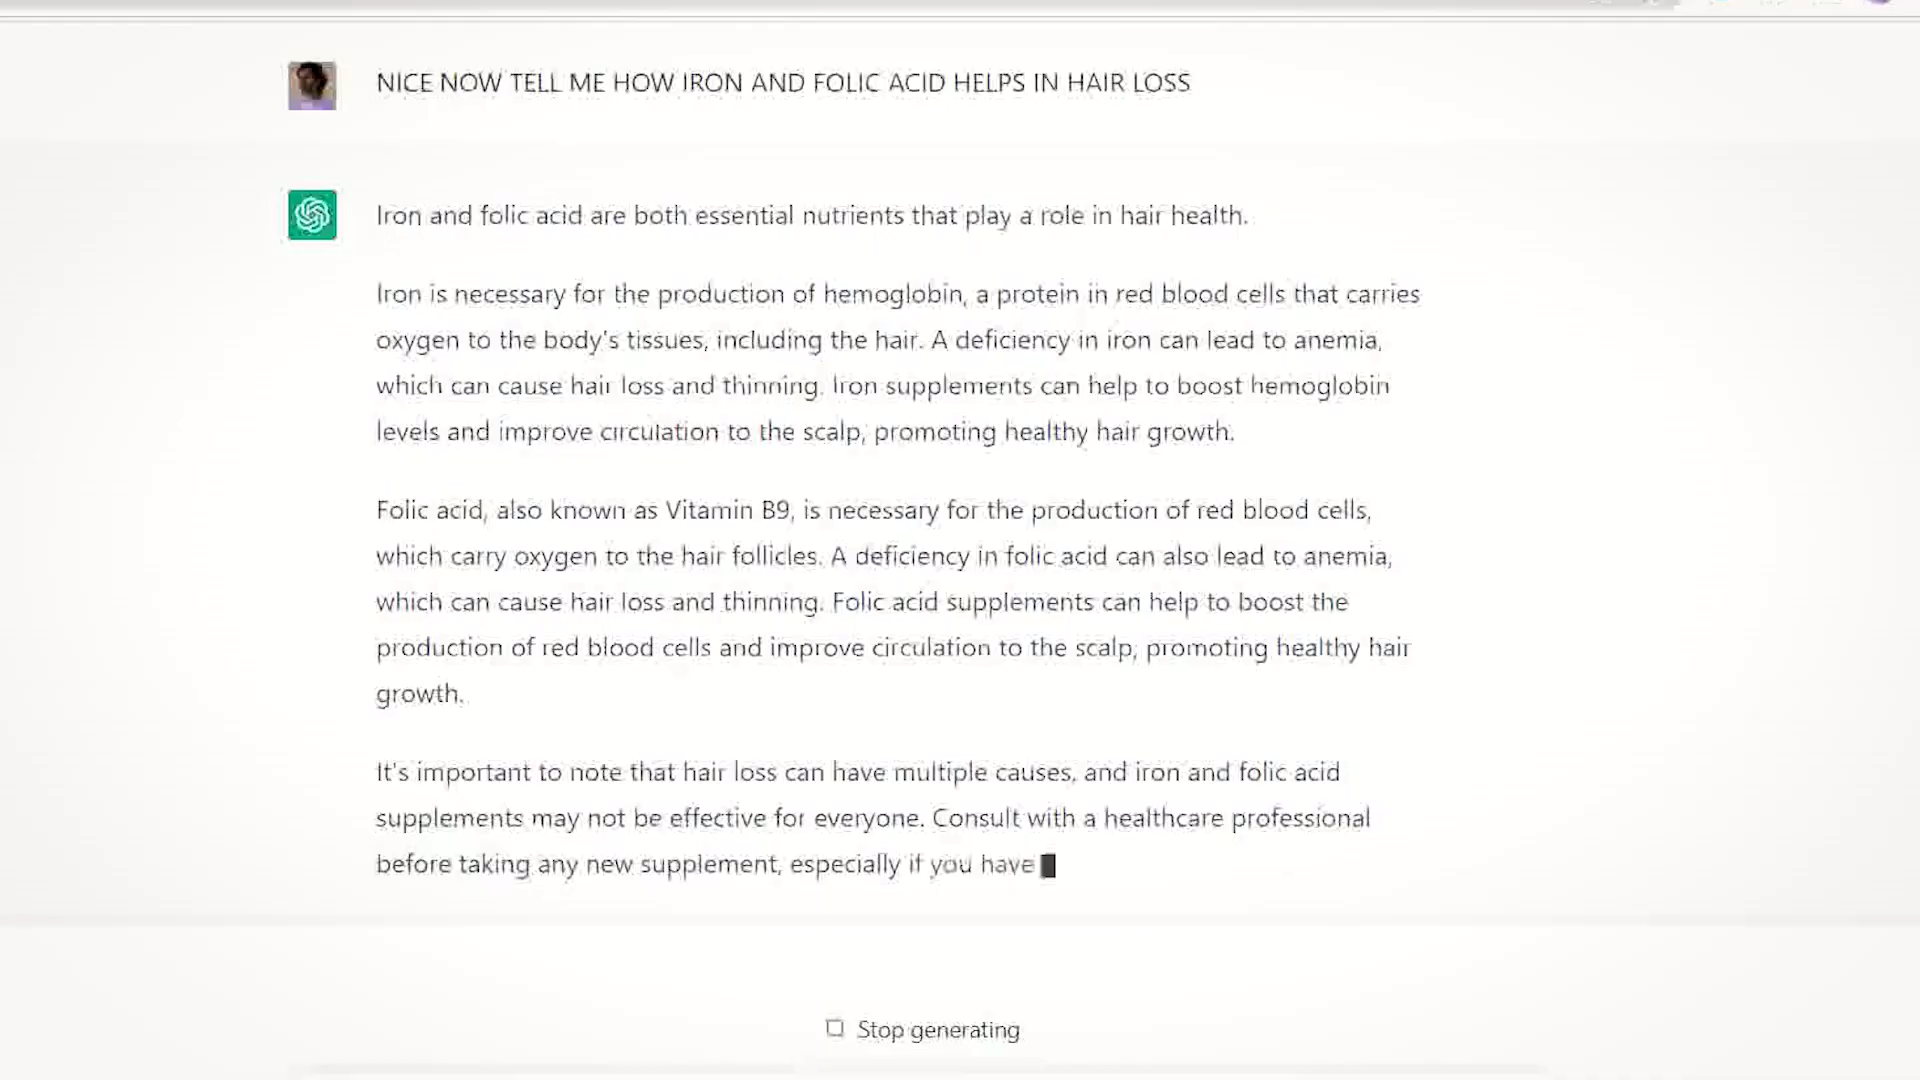 NICE NOW TELL ME HOW IRON AND FOLIC ACID HELPS IN HAIR LOSS
Iron and folic acid are both essential nutrients that play a role in hair health.
Iron is necessary for the production of hemoglobin, a protein in red blood cells that carries
oxygen to the body's tissues, including the hair. A deficiency in iron can lead to anemia,
which can cause hair loss and thinning. Iron supplements can help to boost hemoglobin
levels and improve circulation to the scalp, promoting healthy hair growth.
Folic acid, also known as Vitamin B9, is necessary for the production of red blood cells,
which carry oxygen to the hair follicles. A deficiency in folic acid can also lead to anemia,
which can cause hair loss and thinning. Folic acid supplements can help to boost the
production of red blood cells and improve circulation to the scalp, promoting healthy hair
growth.
It's important to note that hair loss can have multiple causes, and iron and folic acid
supplements may not be effective for everyone. Consult with a healthcare professional
before taking any new supplement, especially if you have
Stop generating